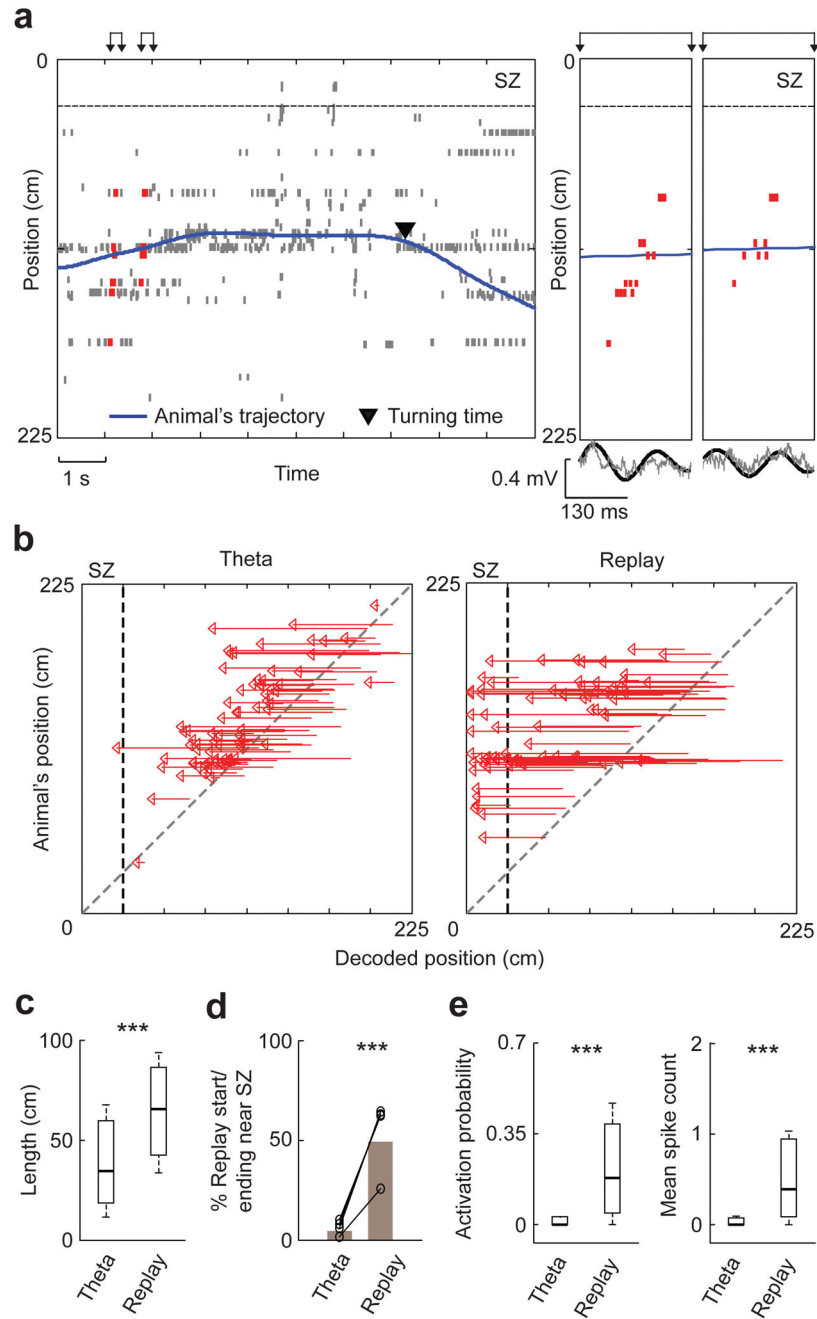 a
0
SZ
Position (cm)
Animal's trajectory
Turning time
225
1 s
Time
0
SZ
Position (cm)
225
0.4 mV
130 ms
b
Theta
Replay
SZ
225
SZ
225
Animal's position (cm)
0
225
0
225
Decoded position (cm)
c
***
100
50
0
Length (cm)
Theta
Replay
d
***
100
50
0
% Replay start/
ending near SZ
Theta
Replay
e
***
0.7
0.35
0
Activation probability
Theta
Replay
***
2
1
0
Mean spike count
Theta
Replay